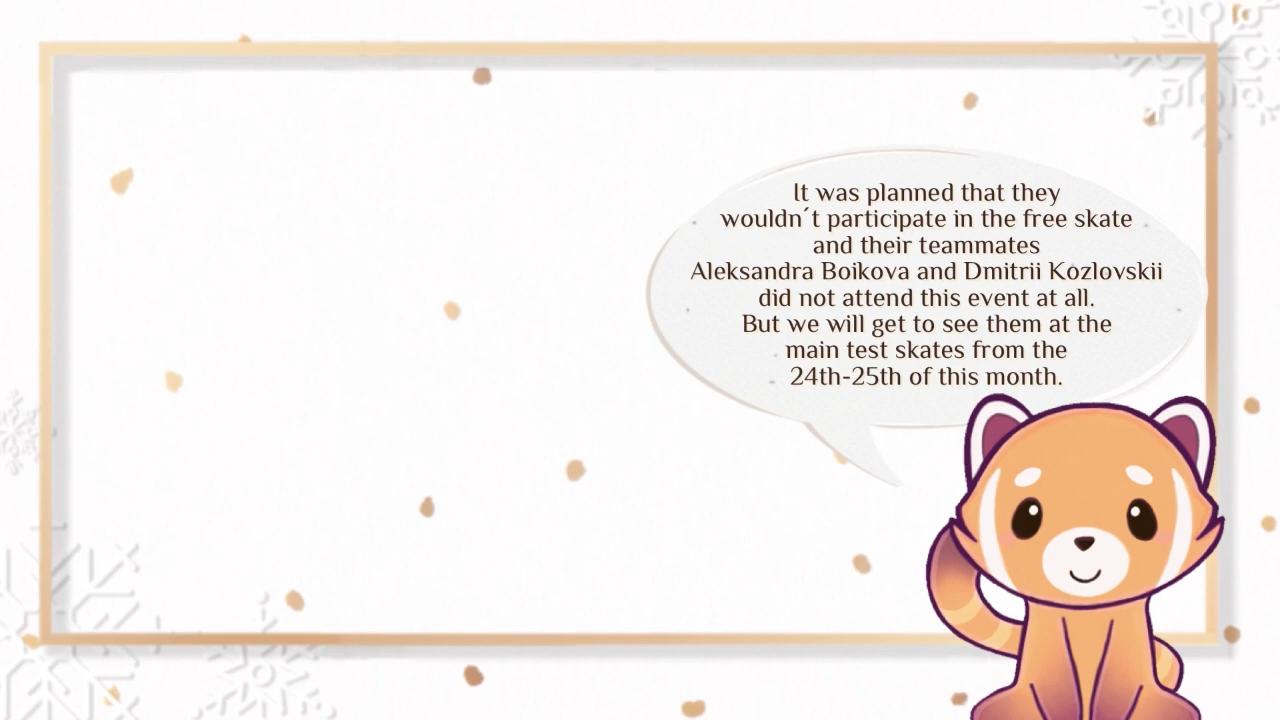 It was planned that they
wouldn´t participate in the free skate
and their teammates
Aleksandra Boikova and Dmitrii Kozlovskii
did not attend this event at all.
But we will get to see them at the
main test skates from the
24th-25th of this month.